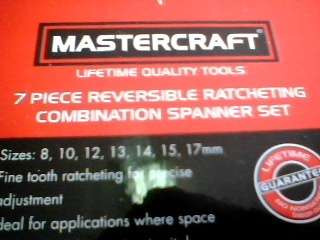 MASTERCRAFT®
LIFETIME QUALITY TOOLS
7 PIECE REVERSIBLE RATCHETING
COMBINATION SPANNER SET
Sizes: 8, 10, 12, 13, 14, 15, 17mm
Fine tooth ratcheting for precise
adjustment
deal for applications where space
LIFETIME
GUARANTEE